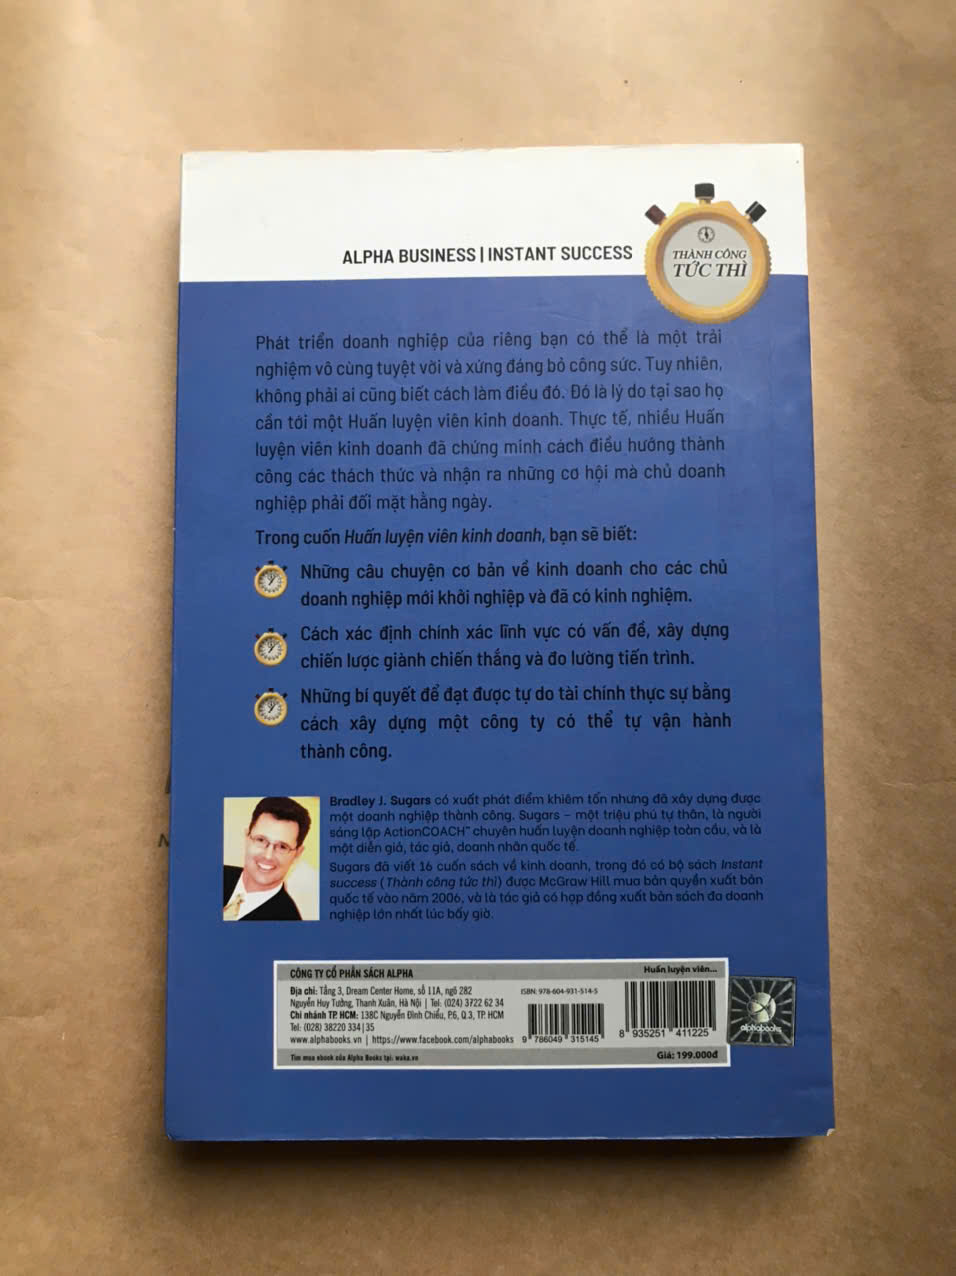 ALPHA BUSINESS | INSTANT SUCCESS
THÀNH CÔNG
TỨC THÌ
Phát triển doanh nghiệp của riêng bạn có thể là một trải
nghiệm vô cùng tuyệt vời và xứng đáng bỏ công sức. Tuy nhiên,
không phải ai cũng biết cách làm điều đó. Đó là lý do tại sao họ
cần tới một Huấn luyện viên kinh doanh. Thực tế, nhiều Huấn
luyện viên kinh doanh đã chứng minh cách điều hướng thành
công các thách thức và nhận ra những cơ hội mà chủ doanh
nghiệp phải đối mặt hằng ngày.
Trong cuốn Huấn luyện viên kinh doanh, bạn sẽ biết:
Những câu chuyện cơ bản về kinh doanh cho các chủ
doanh nghiệp mới khởi nghiệp và đã có kinh nghiệm.
Cách xác định chính xác lĩnh vực có vấn đề, xây dựng
chiến lược giành chiến thắng và đo lường tiến trình.
Những bí quyết để đạt được tự do tài chính thực sự bằng
cách xây dựng một công ty có thể tự vận hành
thành công.
Bradley J. Sugars có xuất phát điểm khiêm tốn nhưng đã xây dựng được
một doanh nghiệp thành công. Sugars – một triệu phú tự thân, là người
sáng lập ActionCOACH™ chuyên huấn luyện doanh nghiệp toàn cầu, và là
một diễn giả, tác giả, doanh nhân quốc tế.
Sugars đã viết 16 cuốn sách về kinh doanh, trong đó có bộ sách Instant
success (Thành công tức thì) được McGraw Hill mua bản quyền xuất bản
quốc tế vào năm 2006, và là tác giả có hợp đồng xuất bản sách đa doanh
nghiệp lớn nhất lúc bấy giờ.
CÔNG TY CỔ PHẦN SÁCH ALPHA
Huấn luyện viên...
Địa chỉ: Tầng 3, Dream Center Home, số 11A, ngõ 282
Nguyễn Huy Tưởng, Thanh Xuân, Hà Nội | Tel: (024) 3722 62 34
Chi nhánh TP. HCM: 138C Nguyễn Đình Chiểu, P.6, Q.3, TP. HCM
Tel: (028) 38220 334|35
www.alphabooks.vn | https://www.facebook.com/alphabooks
Tìm mua ebook của Alpha Books tại: waka.vn
ISBN: 978-604-931-514-5
9 786049 315145
8 935251 411225
Giá: 199.000đ
alphabooks